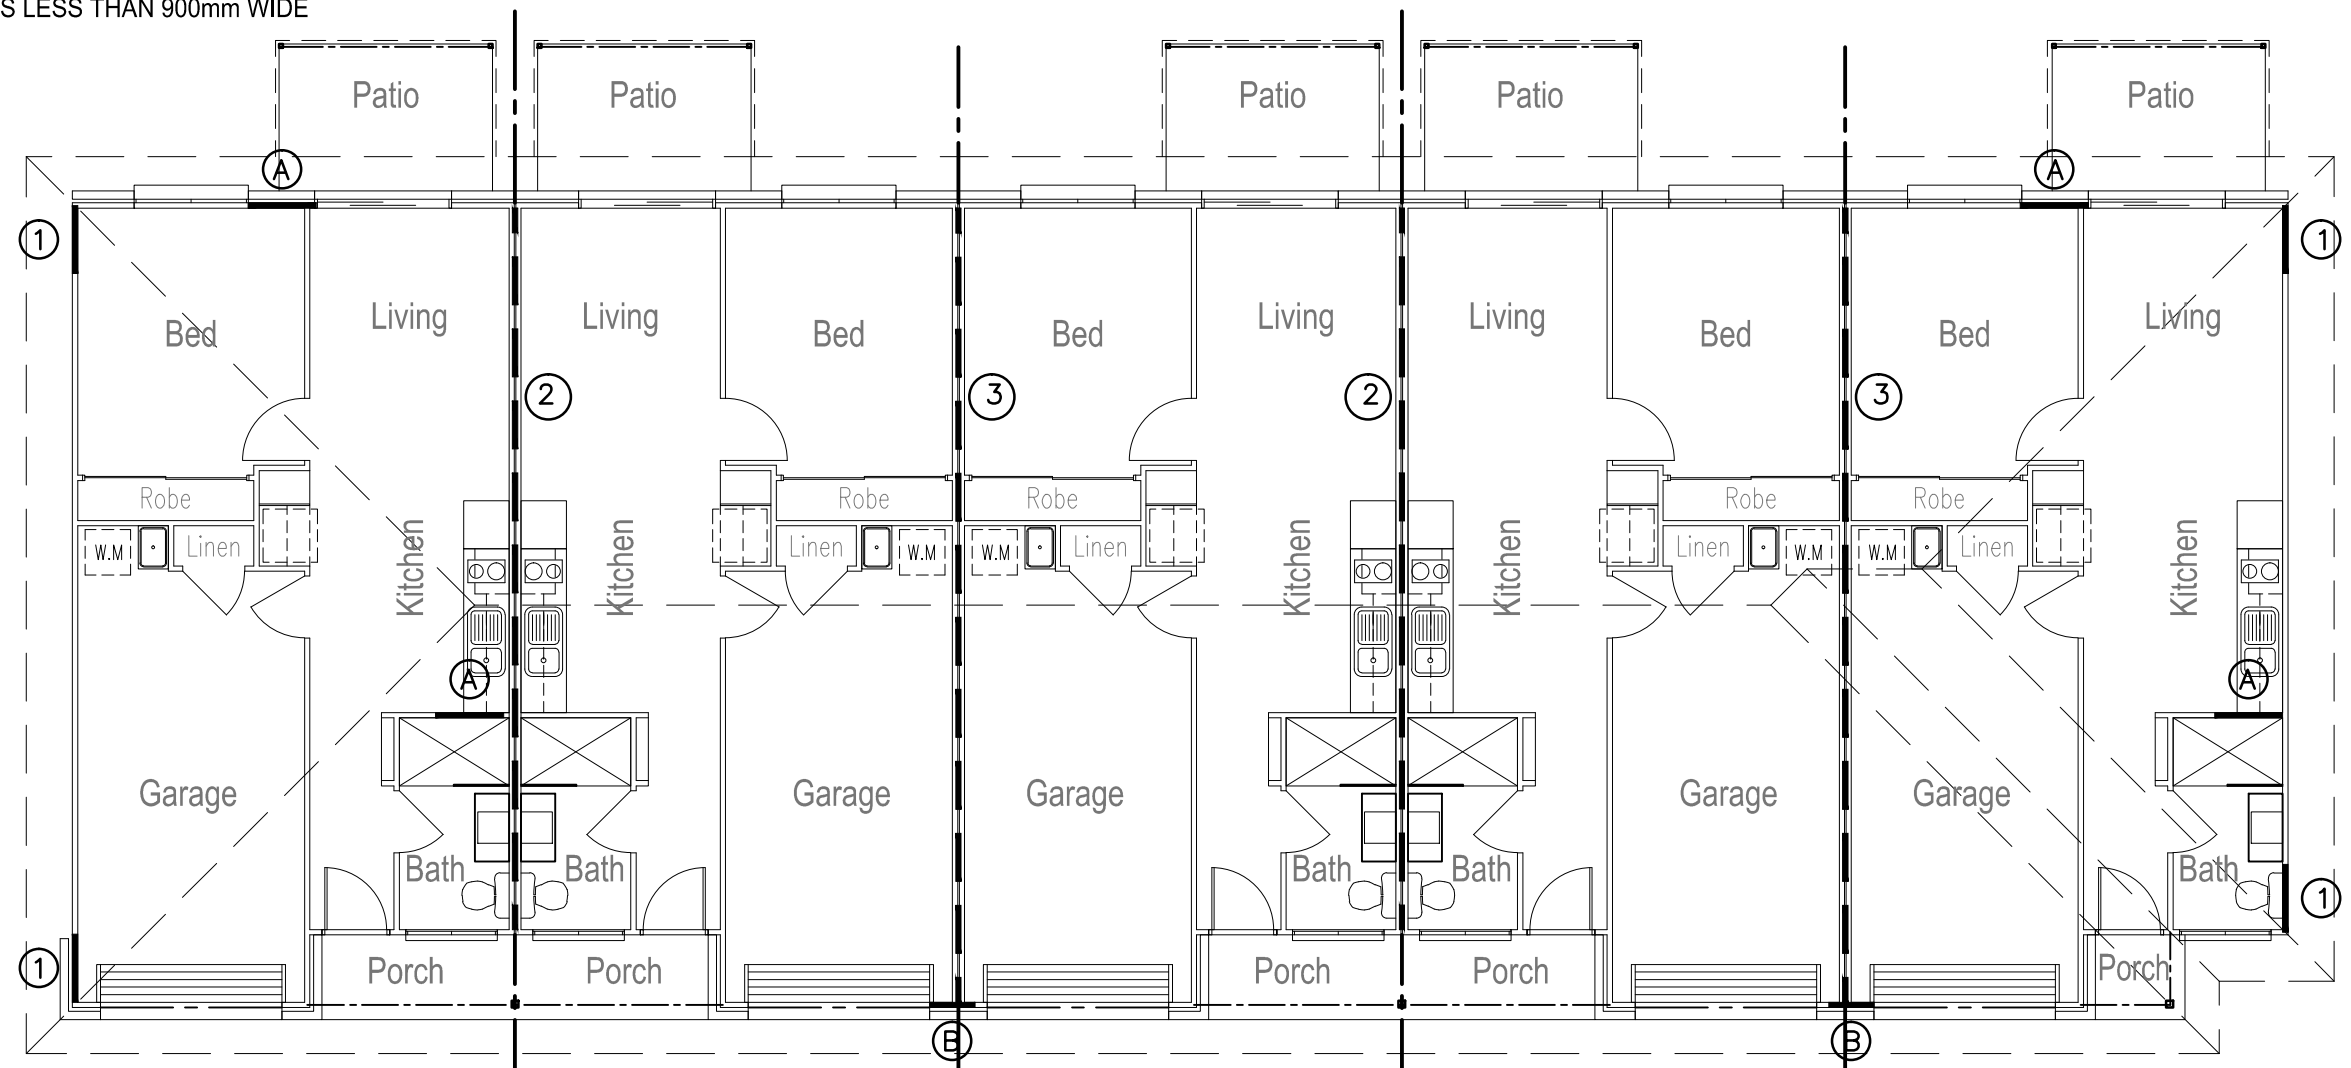 S LESS THAN 900mm WIDE
Patio Patio Patio Patio Patio
A A
1 1
Living Living Living Living Living
Bed Bed Bed Bed Bed
2 3 2 3
Robe Robe Robe Robe Robe
W.M Linen Linen W.M W.M Linen Linen W.M W.M Linen
Kitchen Kitchen Kitchen Kitchen Kitchen
A A
Garage Garage Garage Garage Garage
Bath Bath Bath Bath Bath
1
1
Porch Porch Porch Porch Porch
B B